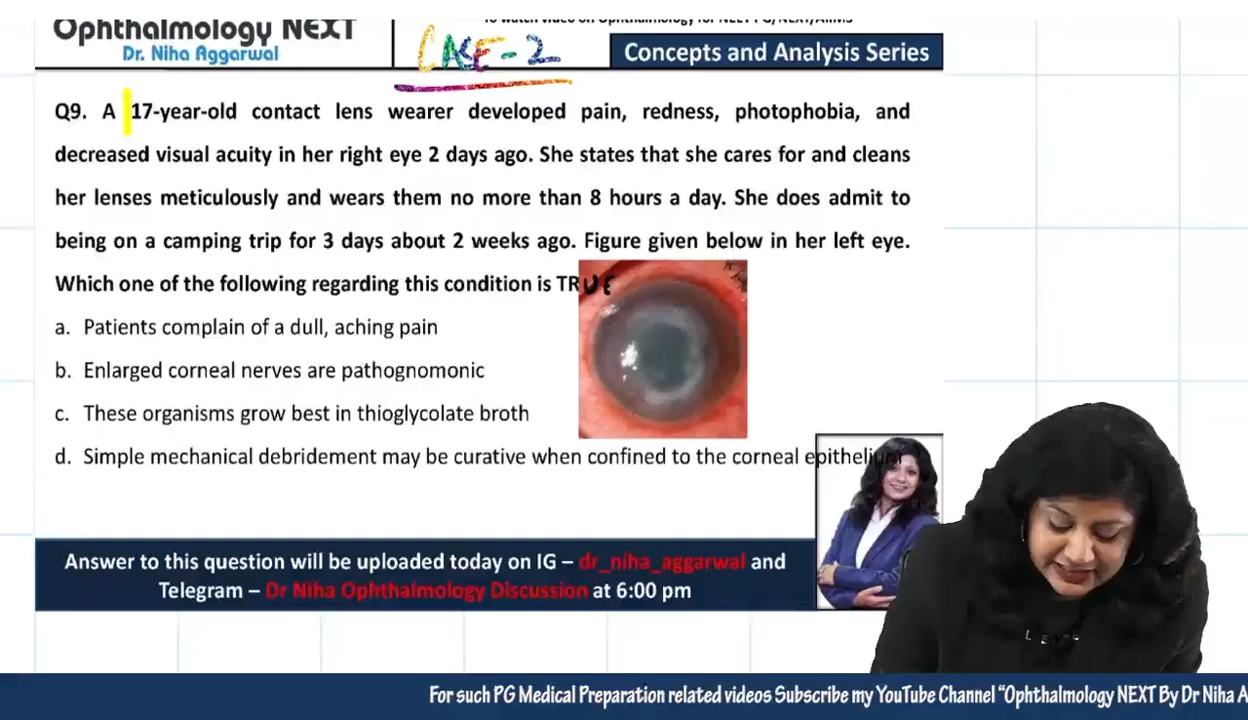 Ophthalmology NEXT
Dr. Niha Aggarwal
CASE-2
Concepts and Analysis Series
Q9. A 17-year-old contact lens wearer developed pain, redness, photophobia, and
decreased visual acuity in her right eye 2 days ago. She states that she cares for and cleans
her lenses meticulously and wears them no more than 8 hours a day. She does admit to
being on a camping trip for 3 days about 2 weeks ago. Figure given below in her left eye.
Which one of the following regarding this condition is TRUE
a. Patients complain of a dull, aching pain
b. Enlarged corneal nerves are pathognomonic
c. These organisms grow best in thioglycolate broth
d. Simple mechanical debridement may be curative when confined to the corneal epithelium
Answer to this question will be uploaded today on IG – dr_niha_aggarwal and
Telegram – Dr Niha Ophthalmology Discussion at 6:00 pm
For such PG Medical Preparation related videos Subscribe my YouTube Channel "Ophthalmology NEXT By Dr Niha A